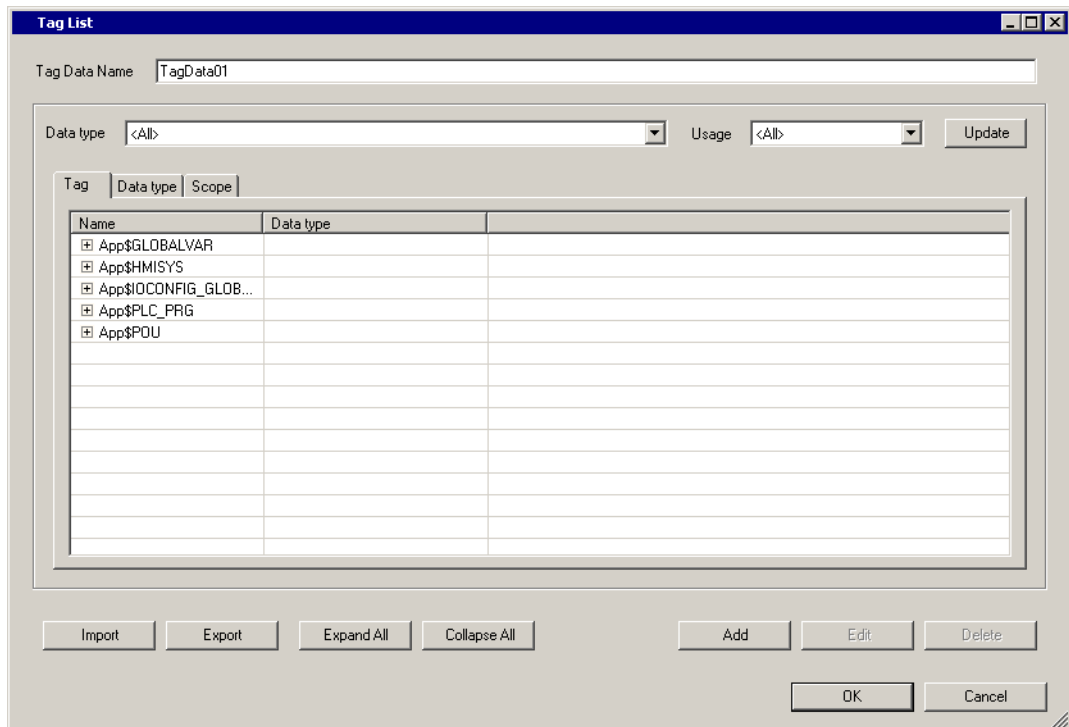 Tag List
Tag Data Name TagData01
Data type <All> Usage <All> Update
Tag Data type Scope
Name Data type
App$GLOBALVAR
App$HMISYS
App$IOCONFIG_GLOB...
App$PLC_PRG
App$POU
Import Export Expand All Collapse All Add Edit Delete
OK Cancel